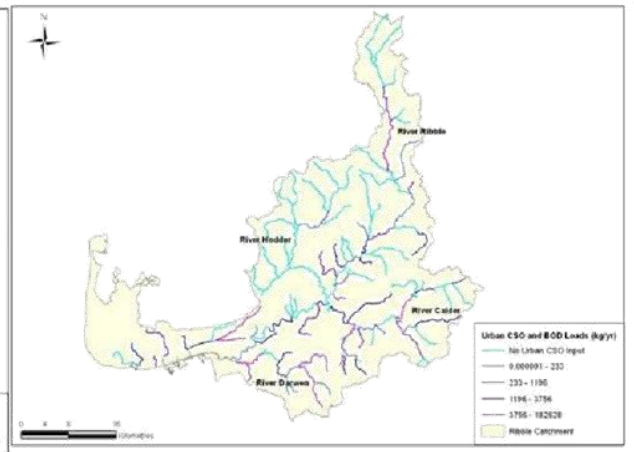 N
River Ribble
River Hodder
River Calder
River Darwen
Urban CSO and BOD Loads (kg/yr)
No Urban CSO Input
0.000001 - 233
233 - 1196
1196 - 3756
3756 - 182628
Ribble Catchment
Kilometres